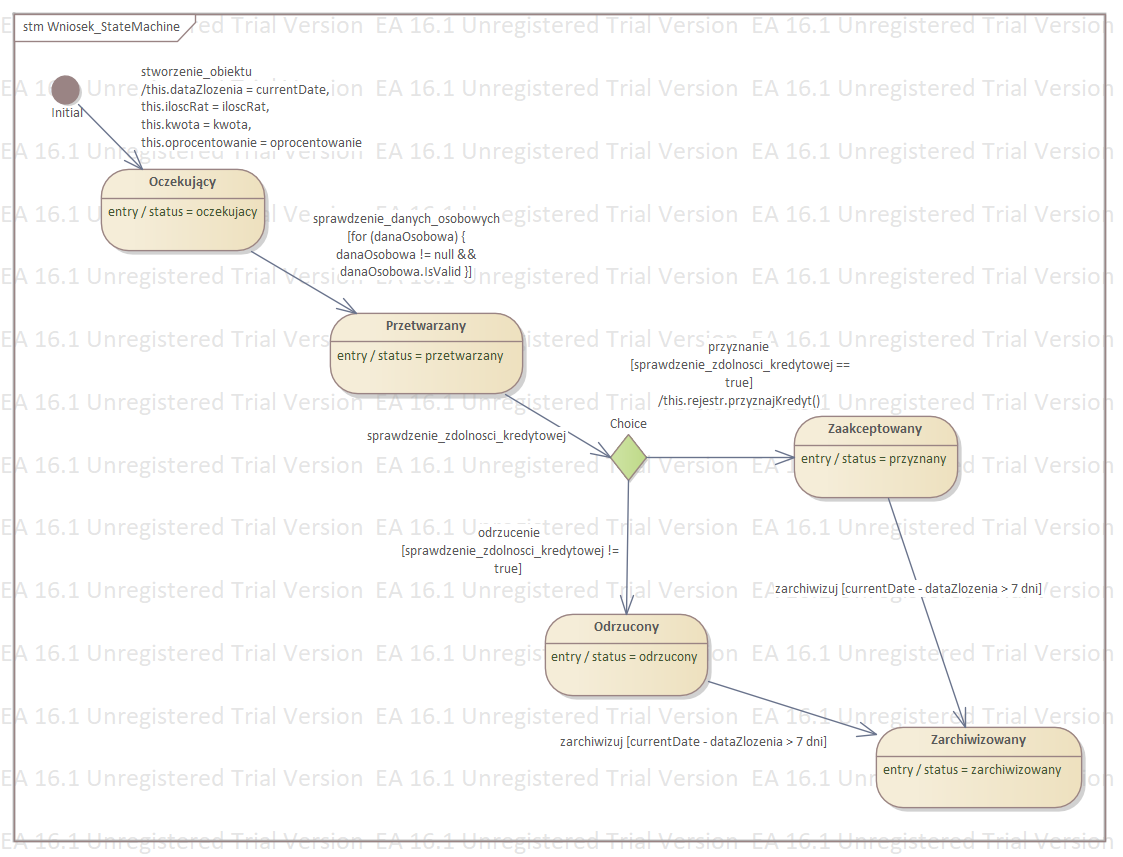 stm Wniosek_StateMachine
Initial
stworzenie_obiektu
/this.dataZlozenia = currentDate,
this.iloscRat = iloscRat,
this.kwota = kwota,
this.oprocentowanie = oprocentowanie
Oczekujący
entry / status = oczekujacy
sprawdzenie_danych_osobowych
[for (danaOsobowa) {
danaOsobowa != null &&
danaOsobowa.IsValid }]
Przetwarzany
entry / status = przetwarzany
sprawdzenie_zdolnosci_kredytowej
Choice
przyznanie
[sprawdzenie_zdolnosci_kredytowej ==
true]
/this.rejestr.przyznajKredyt()
Zaakceptowany
entry / status = przyznany
odrzucenie
[sprawdzenie_zdolnosci_kredytowej !=
true]
zarchiwizuj [currentDate - dataZlozenia > 7 dni]
Odrzucony
entry / status = odrzucony
zarchiwizuj [currentDate - dataZlozenia > 7 dni]
Zarchiwizowany
entry / status = zarchiwizowany
EA 16.1 Unregistered Trial Version